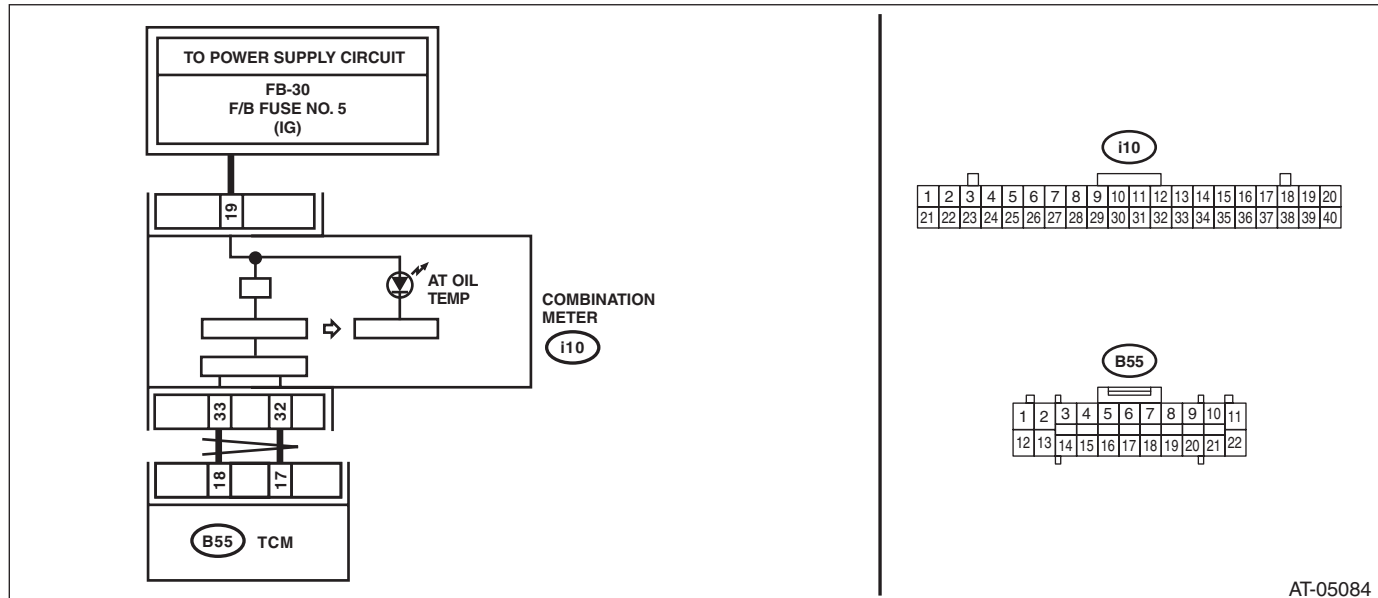 TO POWER SUPPLY CIRCUIT
FB-30
F/B FUSE NO. 5
(IG)
19
AT OIL
TEMP
COMBINATION
METER
i10
33 32
18 17
B55 TCM
i10
1 2 3 4 5 6 7 8 9 10 11 12 13 14 15 16 17 18 19 20
21 22 23 24 25 26 27 28 29 30 31 32 33 34 35 36 37 38 39 40
B55
1 2 3 4 5 6 7 8 9 10 11
12 13 14 15 16 17 18 19 20 21 22
AT-05084